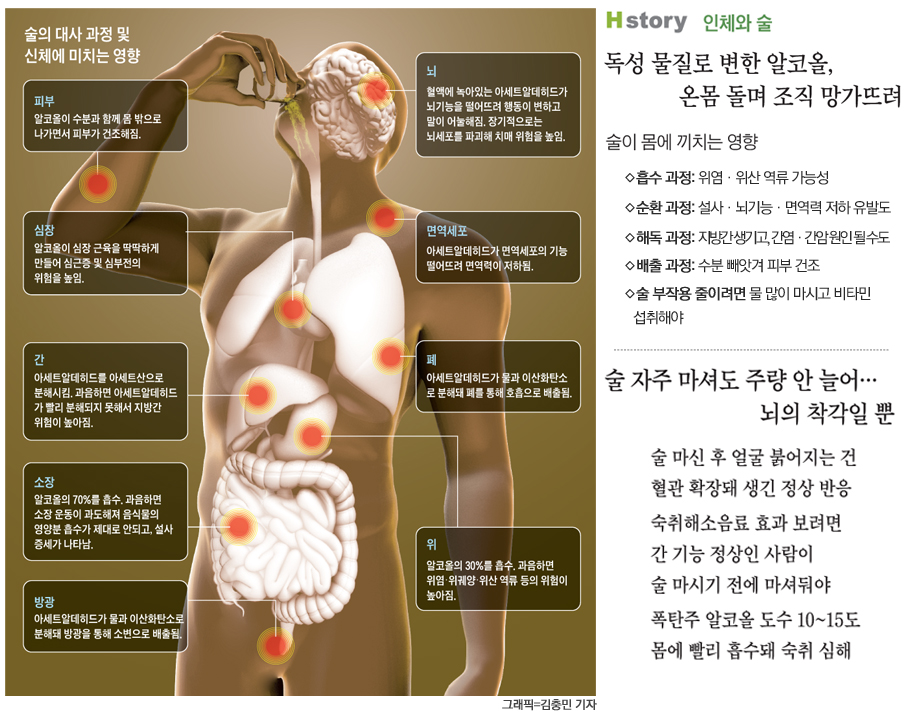 술의 대사 과정 및
신체에 미치는 영향
피부
알코올이 수분과 함께 몸 밖으로
나가면서 피부가 건조해짐.
심장
알코올이 심장 근육을 딱딱하게
만들어 심근증 및 심부전의
위험을 높임.
간
아세트알데히드를 아세트산으로
분해시킴. 과음하면 아세트알데히드
가 빨리 분해되지 못해서 지방간
위험이 높아짐.
소장
알코올의 70%를 흡수. 과음하면
소장 운동이 과도해져 음식물의
영양분 흡수가 제대로 안되고, 설사
증세가 나타남.
방광
아세트알데히드가 물과 이산화탄소로
분해돼 방광을 통해 소변으로 배출됨.
뇌
혈액에 녹아있는 아세트알데히드가
뇌기능을 떨어뜨려 행동이 변하고
말이 어눌해짐. 장기적으로는
뇌세포를 파괴해 치매 위험을 높임.
면역세포
아세트알데히드가 면역세포의 기능
떨어뜨려 면역력이 저하됨.
폐
아세트알데히드가 물과 이산화탄소
로 분해돼 폐를 통해 호흡으로 배출됨.
위
알코올의 30%를 흡수. 과음하면
위염·위궤양·위산 역류 등의 위험이
높아짐.
그래픽=김충민 기자
H story 인체와 술
독성 물질로 변한 알코올,
온몸 돌며 조직 망가뜨려
술이 몸에 끼치는 영향
◇흡수 과정: 위염·위산 역류 가능성
◇순환 과정: 설사·뇌기능·면역력 저하 유발도
◇해독 과정: 지방간 생기고, 간염·간암 원인 될 수도
◇배출 과정: 수분 빼앗겨 피부 건조
◇술 부작용 줄이려면 물 많이 마시고 비타민
섭취해야
술 자주 마셔도 주량 안 늘어…
뇌의 착각일 뿐
술 마신 후 얼굴 붉어지는 건
혈관 확장돼 생긴 정상 반응
숙취해소음료 효과 보려면
간 기능 정상인 사람이
술 마시기 전에 마셔둬야
폭탄주 알코올 도수 10~15도
몸에 빨리 흡수돼 숙취 심해